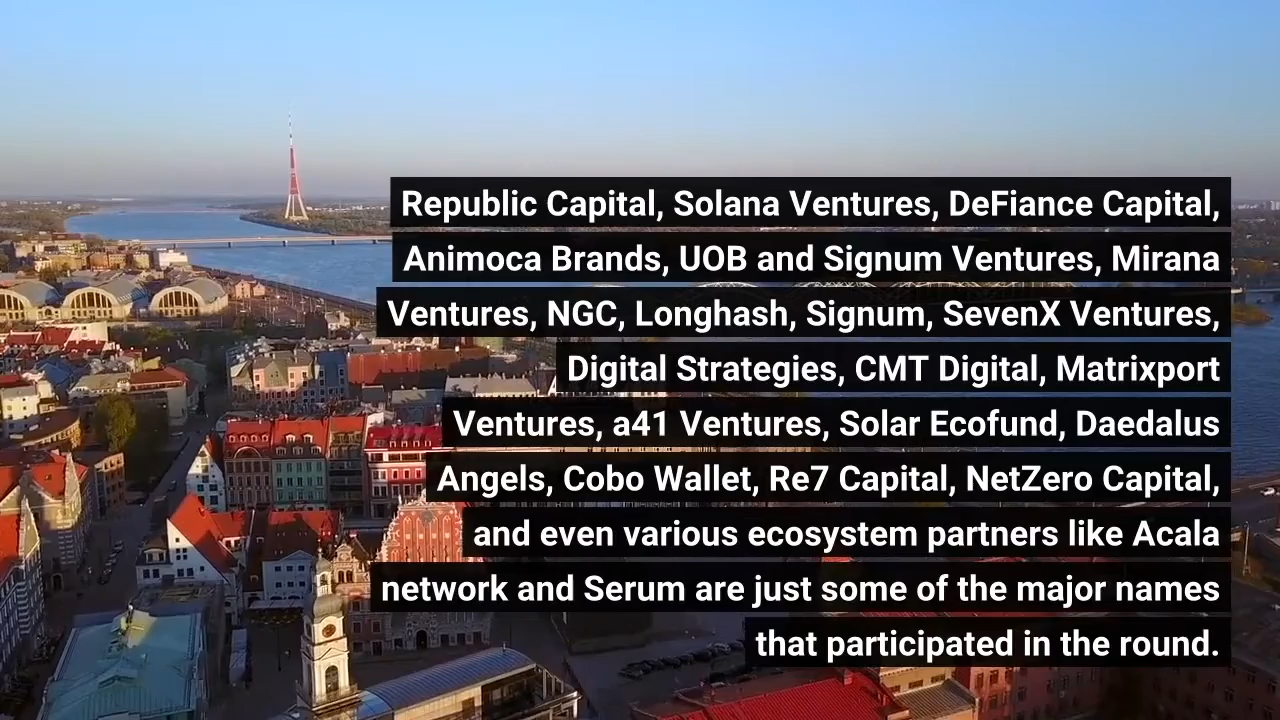 Republic Capital, Solana Ventures, DeFiance Capital,
Animoca Brands, UOB and Signum Ventures, Mirana
Ventures, NGC, Longhash, Signum, SevenX Ventures,
Digital Strategies, CMT Digital, Matrixport
Ventures, a41 Ventures, Solar Ecofund, Daedalus
Angels, Cobo Wallet, Re7 Capital, NetZero Capital,
and even various ecosystem partners like Acala
network and Serum are just some of the major names
that participated in the round.